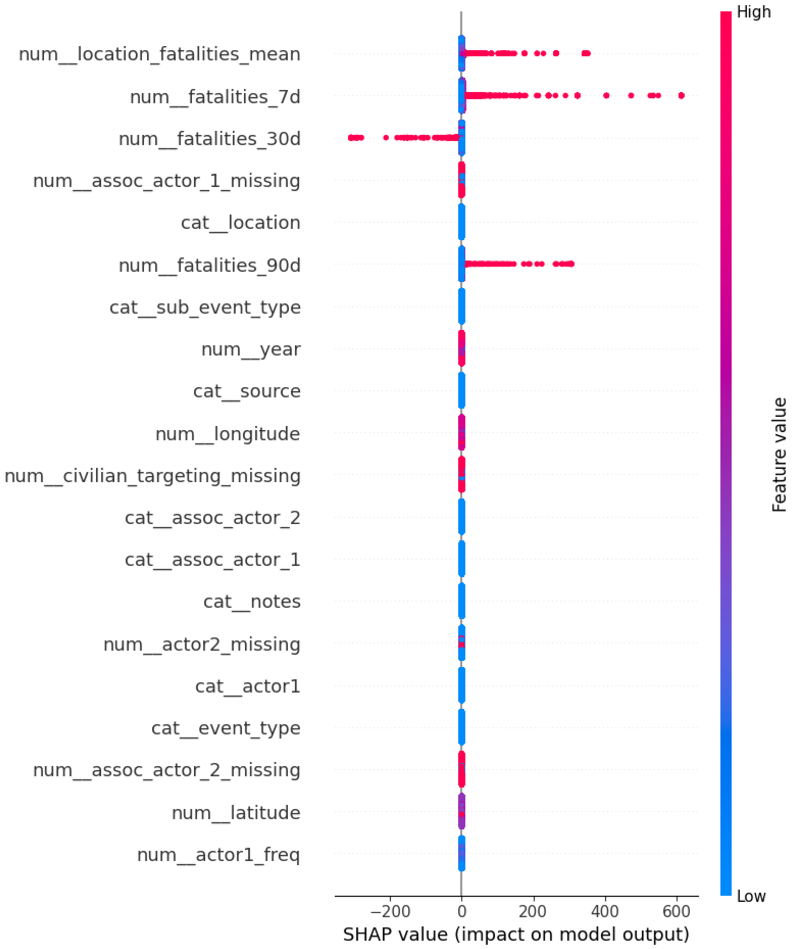 High
num__location_fatalities_mean
num__fatalities_7d
num__fatalities_30d
num__assoc_actor_1_missing
cat__location
num__fatalities_90d
cat__sub_event_type
num__year
cat__source
num__longitude
num__civilian_targeting_missing
cat__assoc_actor_2
cat__assoc_actor_1
cat__notes
num__actor2_missing
cat__actor1
cat__event_type
num__assoc_actor_2_missing
num__latitude
num__actor1_freq
Feature value
Low
−200 0 200 400 600
SHAP value (impact on model output)